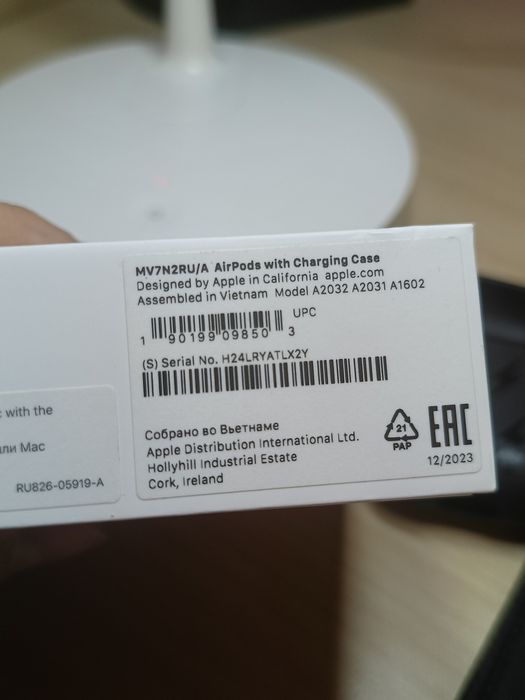 MV7N2RU/A AirPods with Charging Case
Designed by Apple in California apple.com
Assembled in Vietnam Model A2032 A2031 A1602
UPC
1 90199 09850 3
(S) Serial No. H24LRYATLX2Y
Собрано во Вьетнаме
Apple Distribution International Ltd.
Hollyhill Industrial Estate
Cork, Ireland
21
PAP
EAC
12/2023
with the
или Mac
RU826-05919-A